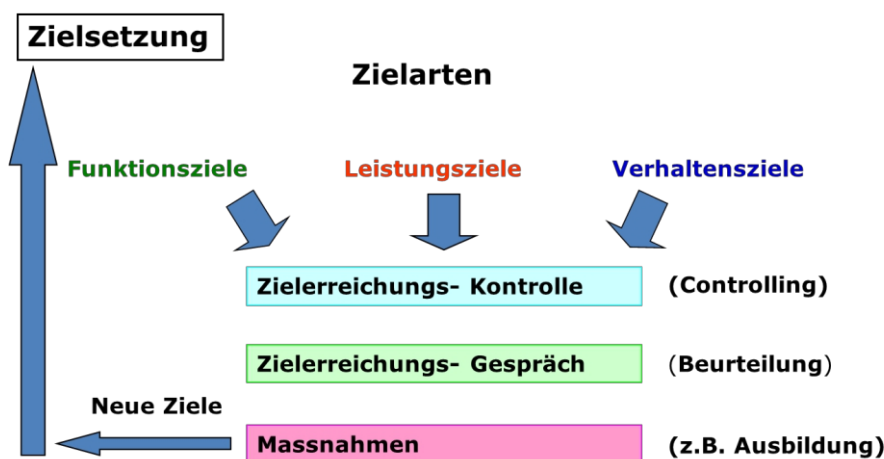 Zielsetzung
Zielarten
Funktionsziele Leistungsziele Verhaltensziele
Zielerreichungs- Kontrolle (Controlling)
Zielerreichungs- Gespräch (Beurteilung)
Neue Ziele
Massnahmen (z.B. Ausbildung)